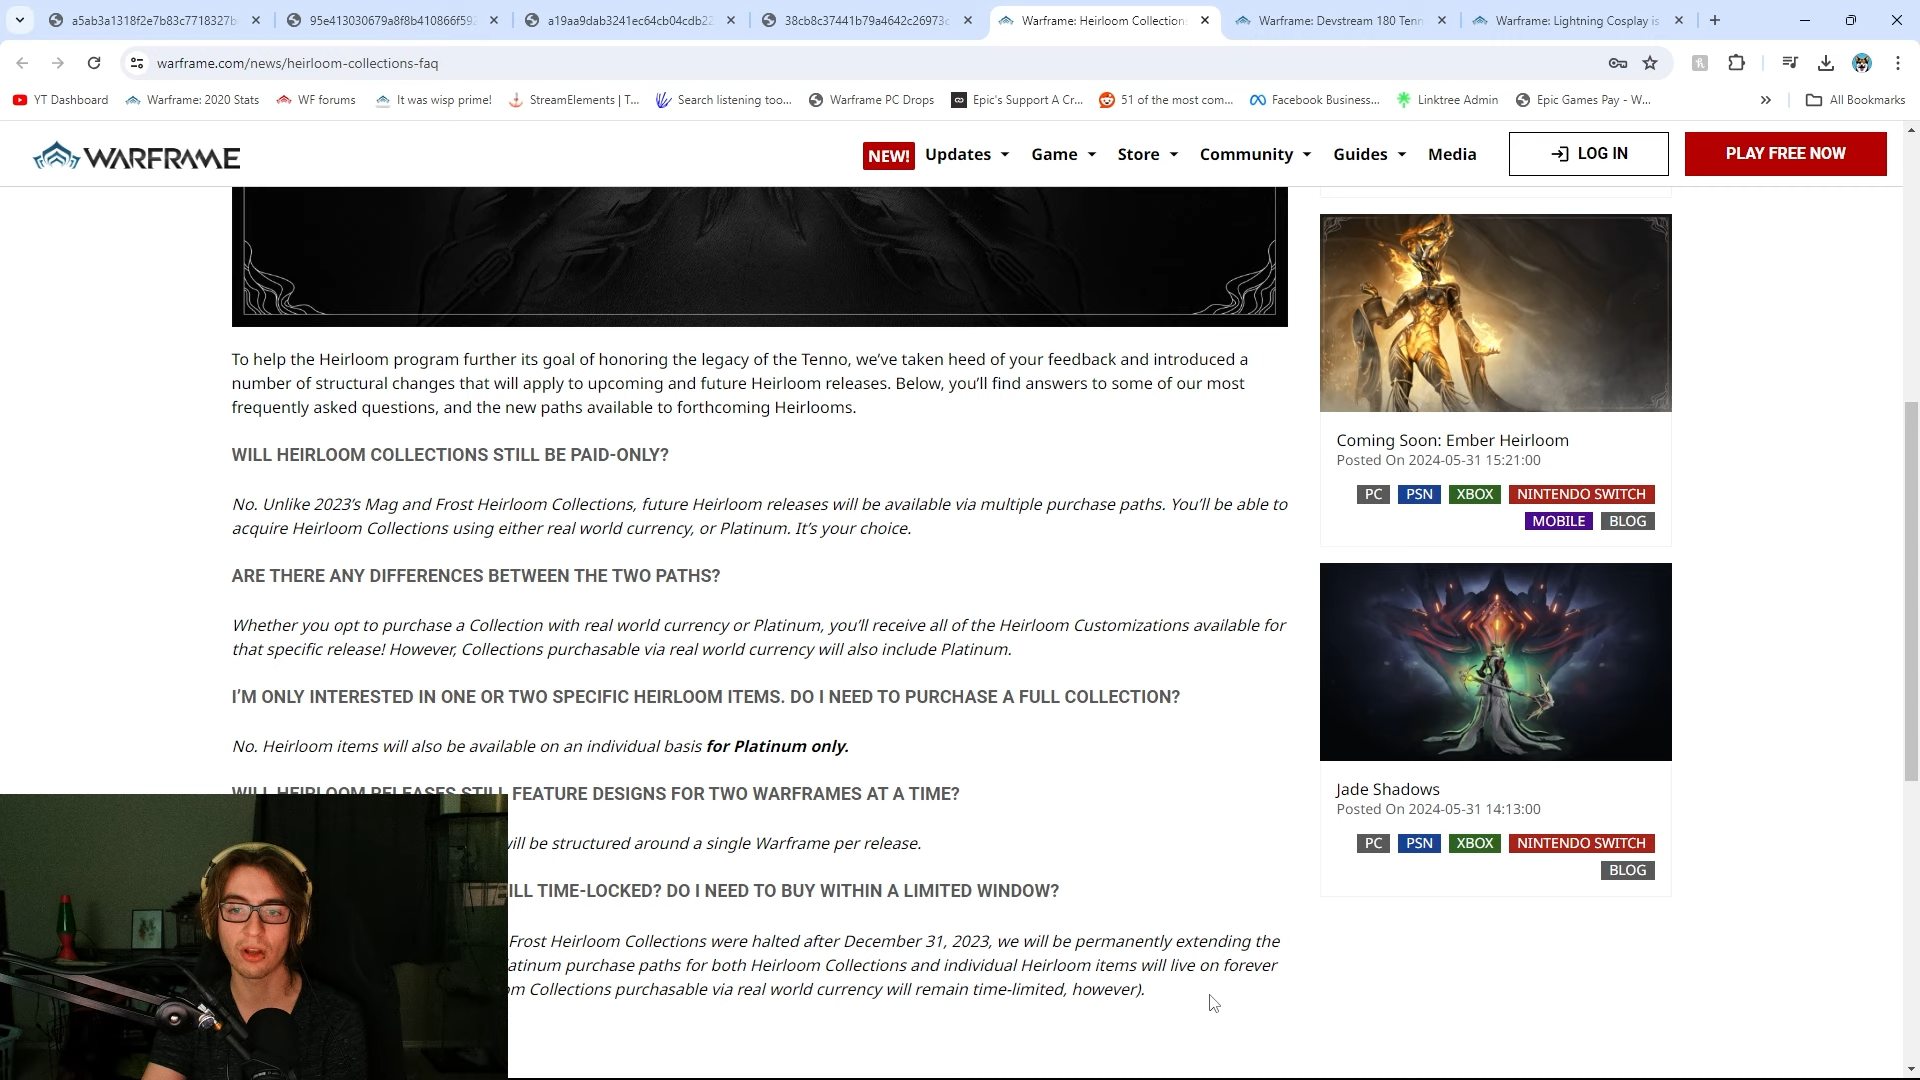 a5ab3a1318f2e7b83c7718327b
95e413030679a8f8b410866f592
a19aa9dab3241ec64cb04cdb22
38cb8c37441b79a4642c26973c
Warframe: Heirloom Collection
Warframe: Devstream 180 Tenn
Warframe: Lightning Cosplay is
warframe.com/news/heirloom-collections-faq
YT Dashboard
Warframe: 2020 Stats
WF forums
It was wisp prime!
StreamElements | T...
Search listening too...
Warframe PC Drops
Epic's Support A Cr...
51 of the most com...
Facebook Business...
Linktree Admin
Epic Games Pay - W...
All Bookmarks
WARFRAME
NEW! Updates
Game
Store
Community
Guides
Media
LOG IN
PLAY FREE NOW
To help the Heirloom program further its goal of honoring the legacy of the Tenno, we've taken heed of your feedback and introduced a
number of structural changes that will apply to upcoming and future Heirloom releases. Below, you'll find answers to some of our most
frequently asked questions, and the new paths available to forthcoming Heirlooms.
WILL HEIRLOOM COLLECTIONS STILL BE PAID-ONLY?
No. Unlike 2023's Mag and Frost Heirloom Collections, future Heirloom releases will be available via multiple purchase paths. You'll be able to
acquire Heirloom Collections using either real world currency, or Platinum. It's your choice.
ARE THERE ANY DIFFERENCES BETWEEN THE TWO PATHS?
Whether you opt to purchase a Collection with real world currency or Platinum, you'll receive all of the Heirloom Customizations available for
that specific release! However, Collections purchasable via real world currency will also include Platinum.
I'M ONLY INTERESTED IN ONE OR TWO SPECIFIC HEIRLOOM ITEMS. DO I NEED TO PURCHASE A FULL COLLECTION?
No. Heirloom items will also be available on an individual basis for Platinum only.
WILL HEIRLOOM RELEASES STILL FEATURE DESIGNS FOR TWO WARFRAMES AT A TIME?
will be structured around a single Warframe per release.
ILL TIME-LOCKED? DO I NEED TO BUY WITHIN A LIMITED WINDOW?
Frost Heirloom Collections were halted after December 31, 2023, we will be permanently extending the
latinum purchase paths for both Heirloom Collections and individual Heirloom items will live on forever
om Collections purchasable via real world currency will remain time-limited, however).
Coming Soon: Ember Heirloom
Posted On 2024-05-31 15:21:00
PC PSN XBOX NINTENDO SWITCH
MOBILE BLOG
Jade Shadows
Posted On 2024-05-31 14:13:00
PC PSN XBOX NINTENDO SWITCH
BLOG